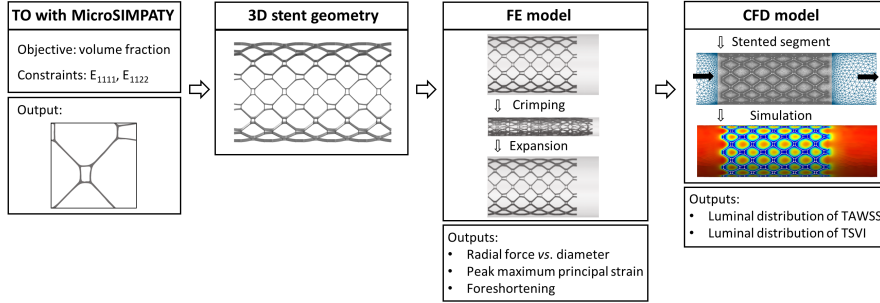 TO with MicroSIMPATY
Objective: volume fraction
Constraints: E1111, E1122
Output:
3D stent geometry
FE model
Crimping
Expansion
Outputs:
• Radial force vs. diameter
• Peak maximum principal strain
• Foreshortening
CFD model
Stented segment
Simulation
Outputs:
• Luminal distribution of TAWSS
• Luminal distribution of TSVI